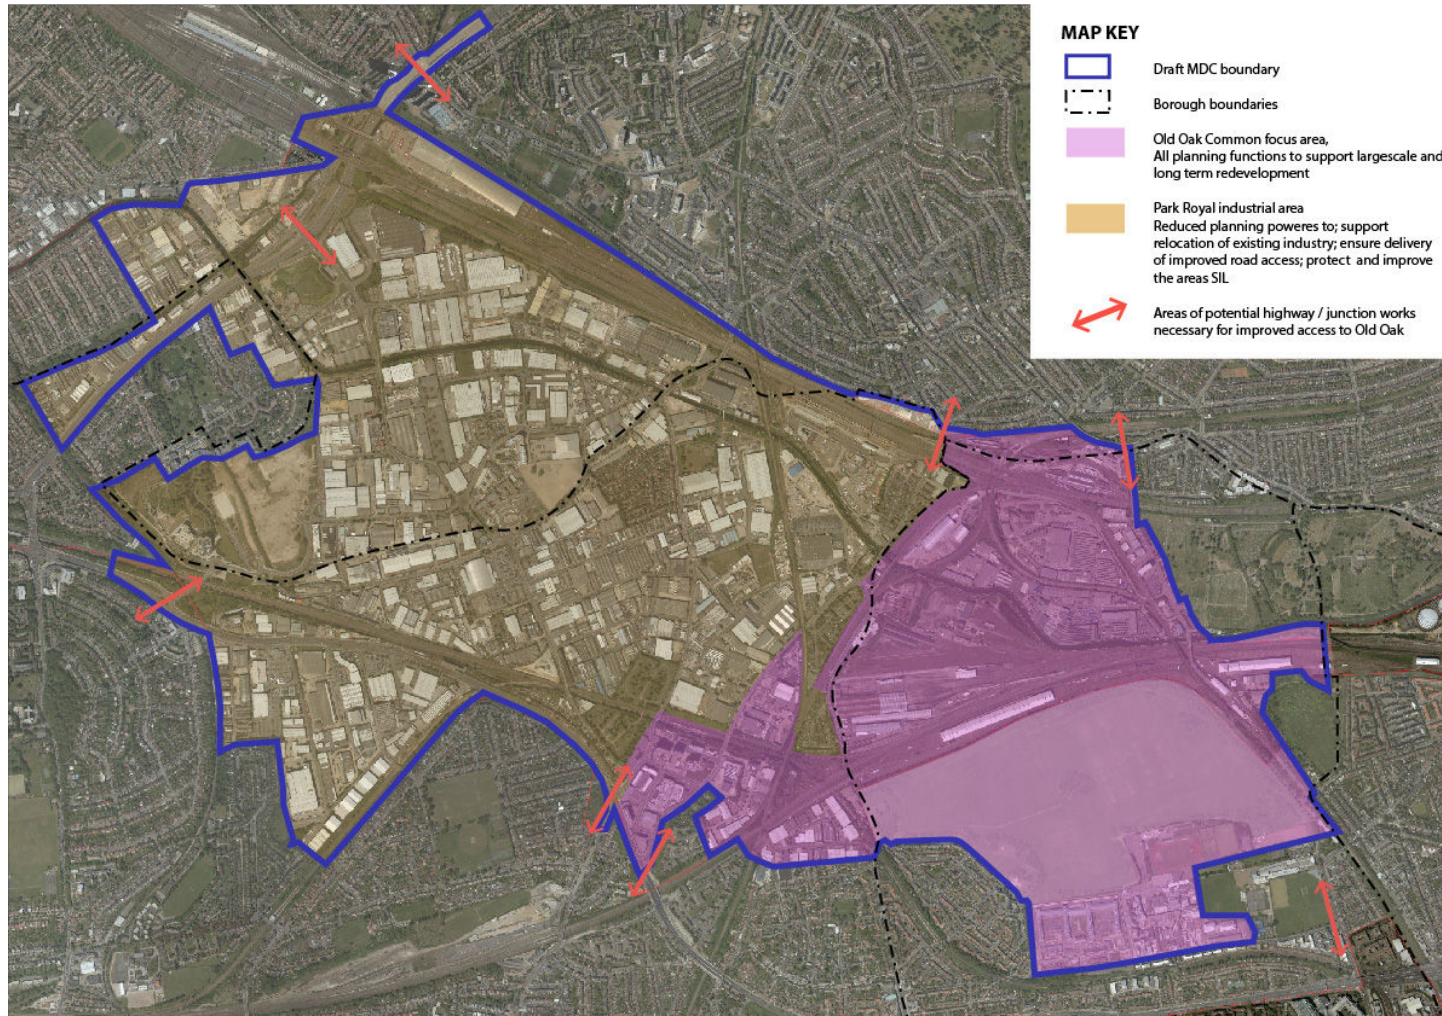 MAP KEY
Draft MDC boundary
Borough boundaries
Old Oak Common focus area,
All planning functions to support largescale and
long term redevelopment
Park Royal industrial area
Reduced planning poweres to; support
relocation of existing industry; ensure delivery
of improved road access; protect  and improve
the areas SIL
Areas of potential highway / junction works
necessary for improved access to Old Oak